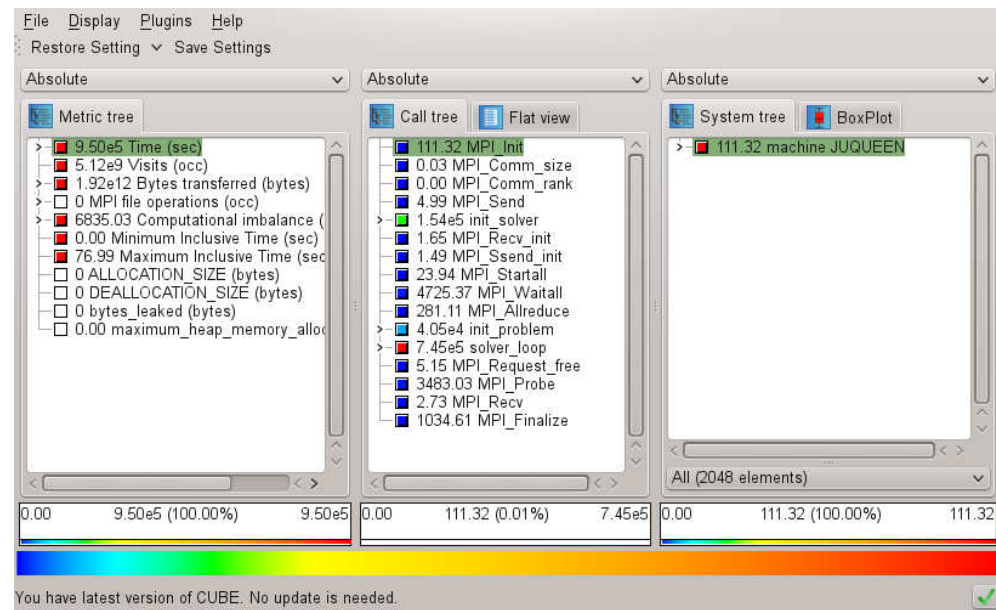 File Display Plugins Help
Restore Setting Save Settings
Absolute
Metric tree
9.50e5 Time (sec)
5.12e9 Visits (occ)
1.92e12 Bytes transferred (bytes)
0 MPI file operations (occ)
6835.03 Computational imbalance (
0.00 Minimum Inclusive Time (sec)
76.99 Maximum Inclusive Time (sec
0 ALLOCATION_SIZE (bytes)
0 DEALLOCATION_SIZE (bytes)
0 bytes_leaked (bytes)
0.00 maximum_heap_memory_alloc
0.00 9.50e5 (100.00%) 9.50e5
Absolute
Call tree Flat view
111.32 MPI_Init
0.03 MPI_Comm_size
0.00 MPI_Comm_rank
4.99 MPI_Send
1.54e5 init_solver
1.65 MPI_Recv_init
1.49 MPI_Ssend_init
23.94 MPI_Startall
4725.37 MPI_Waitall
281.11 MPI_Allreduce
4.05e4 init_problem
7.45e5 solver_loop
5.15 MPI_Request_free
3483.03 MPI_Probe
2.73 MPI_Recv
1034.61 MPI_Finalize
0.00 111.32 (0.01%) 7.45e5
Absolute
System tree BoxPlot
111.32 machine JUQUEEN
All (2048 elements)
0.00 111.32 (100.00%) 111.32
You have latest version of CUBE. No update is needed.